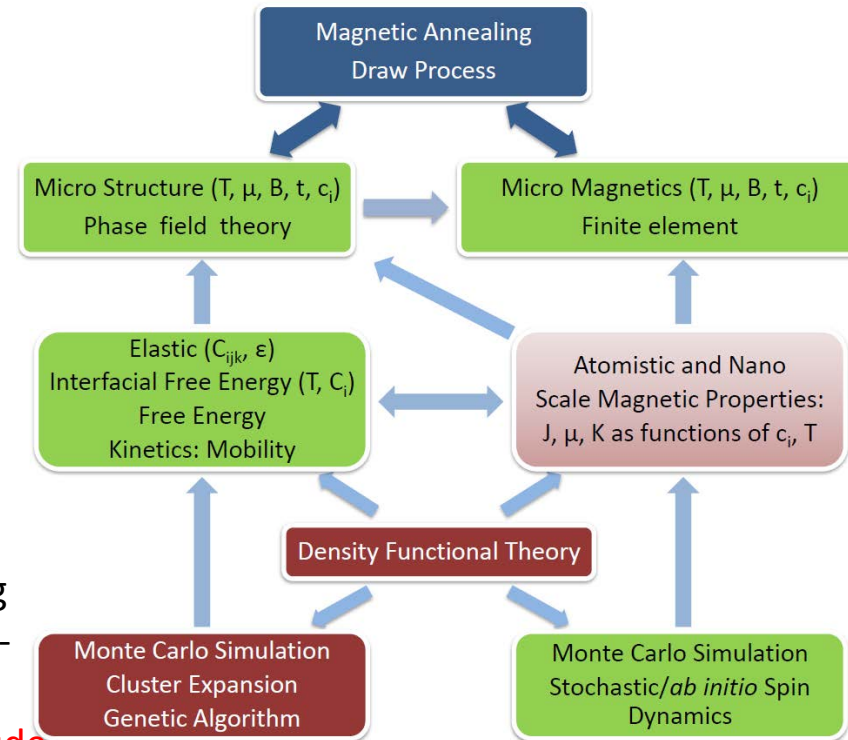 Magnetic Annealing
Draw Process
Micro Structure (T, μ, B, t, cᵢ)
Phase field theory
Micro Magnetics (T, μ, B, t, cᵢ)
Finite element
Elastic (Cᵢⱼₖ, ε)
Interfacial Free Energy (T, Cᵢ)
Free Energy
Kinetics: Mobility
Atomistic and Nano
Scale Magnetic Properties:
J, μ, K as functions of cᵢ, T
Density Functional Theory
g
–
Monte Carlo Simulation
Cluster Expansion
Genetic Algorithm
Monte Carlo Simulation
Stochastic/ab initio Spin
Dynamics